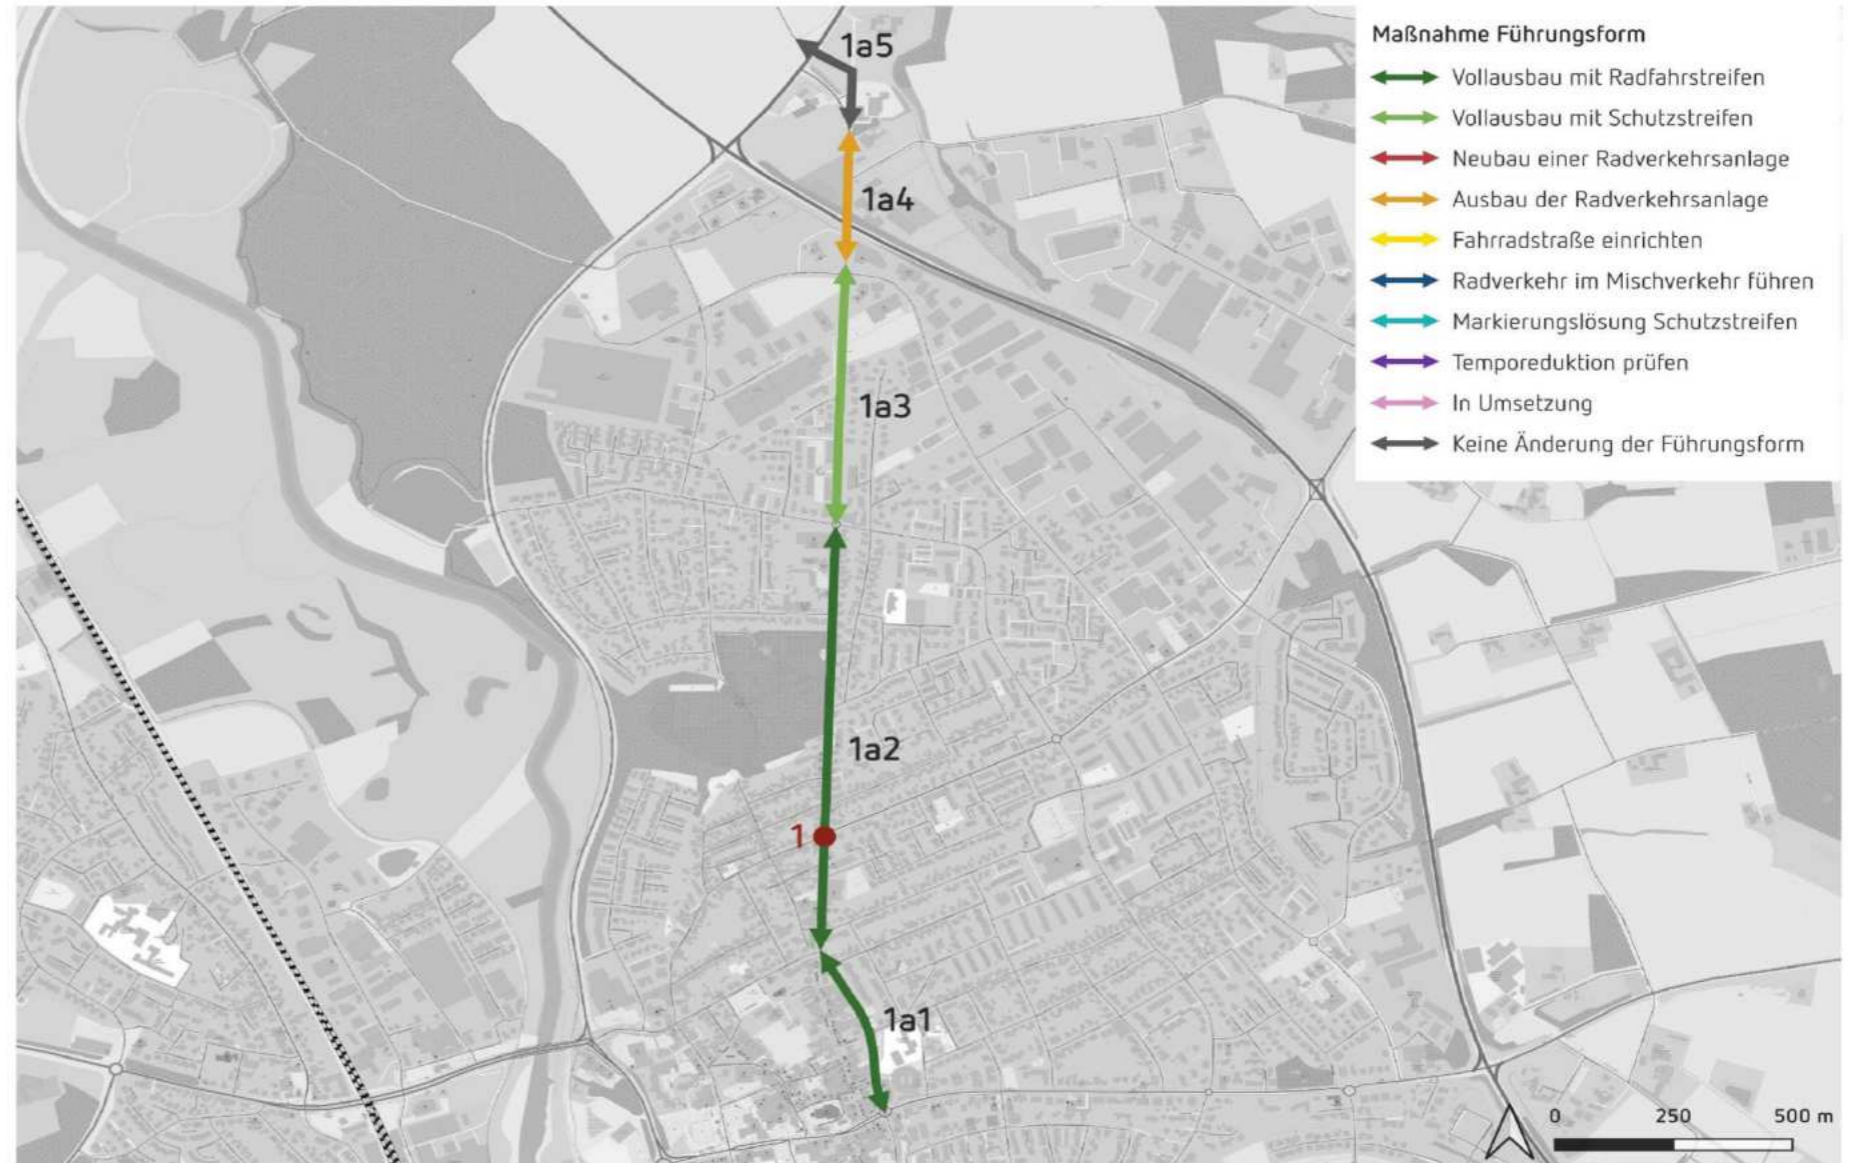 1a5
1a4
1a3
1a2
1
1a1
Maßnahme Führungsform
Vollausbau mit Radfahrstreifen
Vollausbau mit Schutzstreifen
Neubau einer Radverkehrsanlage
Ausbau der Radverkehrsanlage
Fahrradstraße einrichten
Radverkehr im Mischverkehr führen
Markierungslösung Schutzstreifen
Temporeduktion prüfen
In Umsetzung
Keine Änderung der Führungsform
0 250 500 m